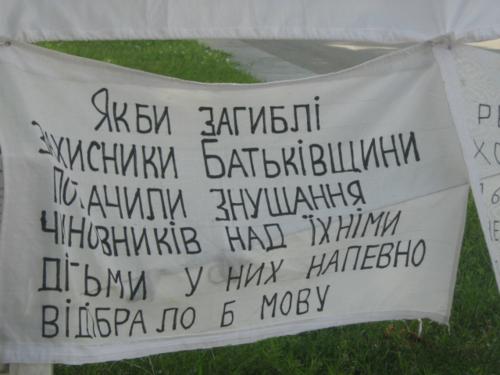 Якби загиблі
захисники Батьківщини
побачили знущання
чиновників над їхніми
дітьми у них напевно
відібрало б мову